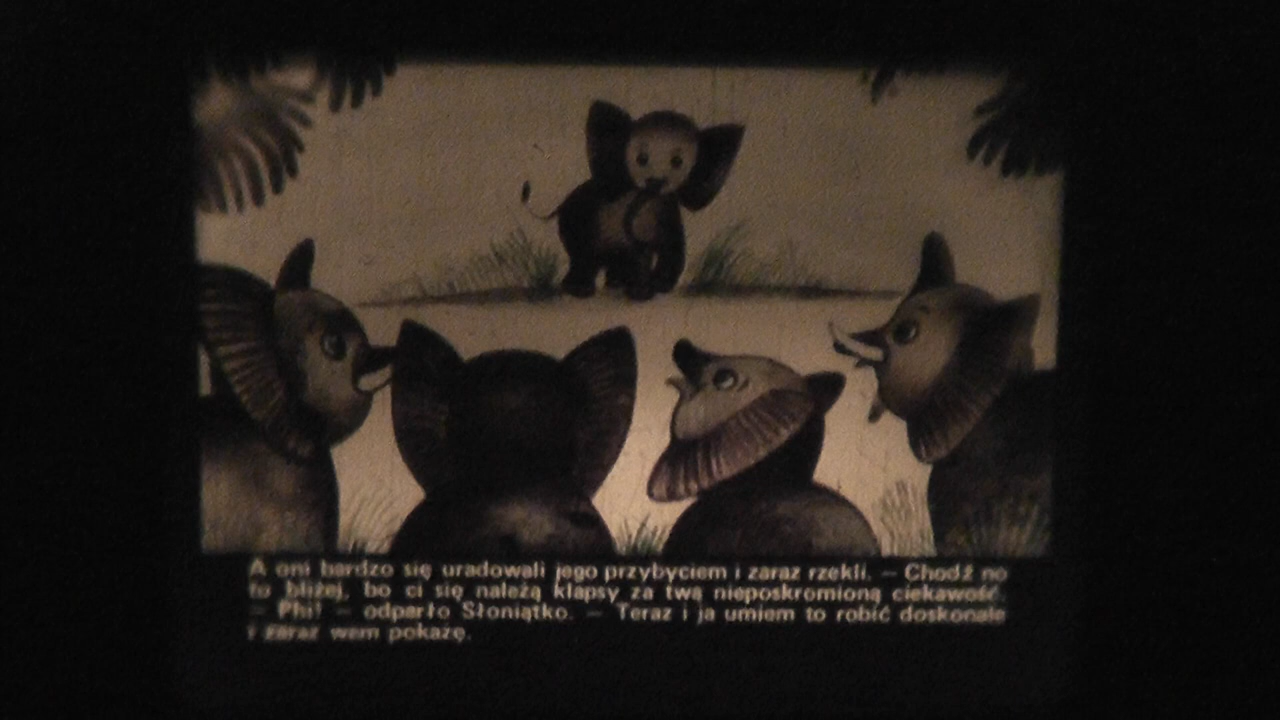 A oni bardzo się uradowali jego przybyciem i zaraz rzekli. — Chodź no
tu bliżej, bo ci się należą klapsy za twą nieposkromioną ciekawość.
— Phi! — odparło Słoniątko. — Teraz i ja umiem to robić doskonale
i zaraz wam pokażę.